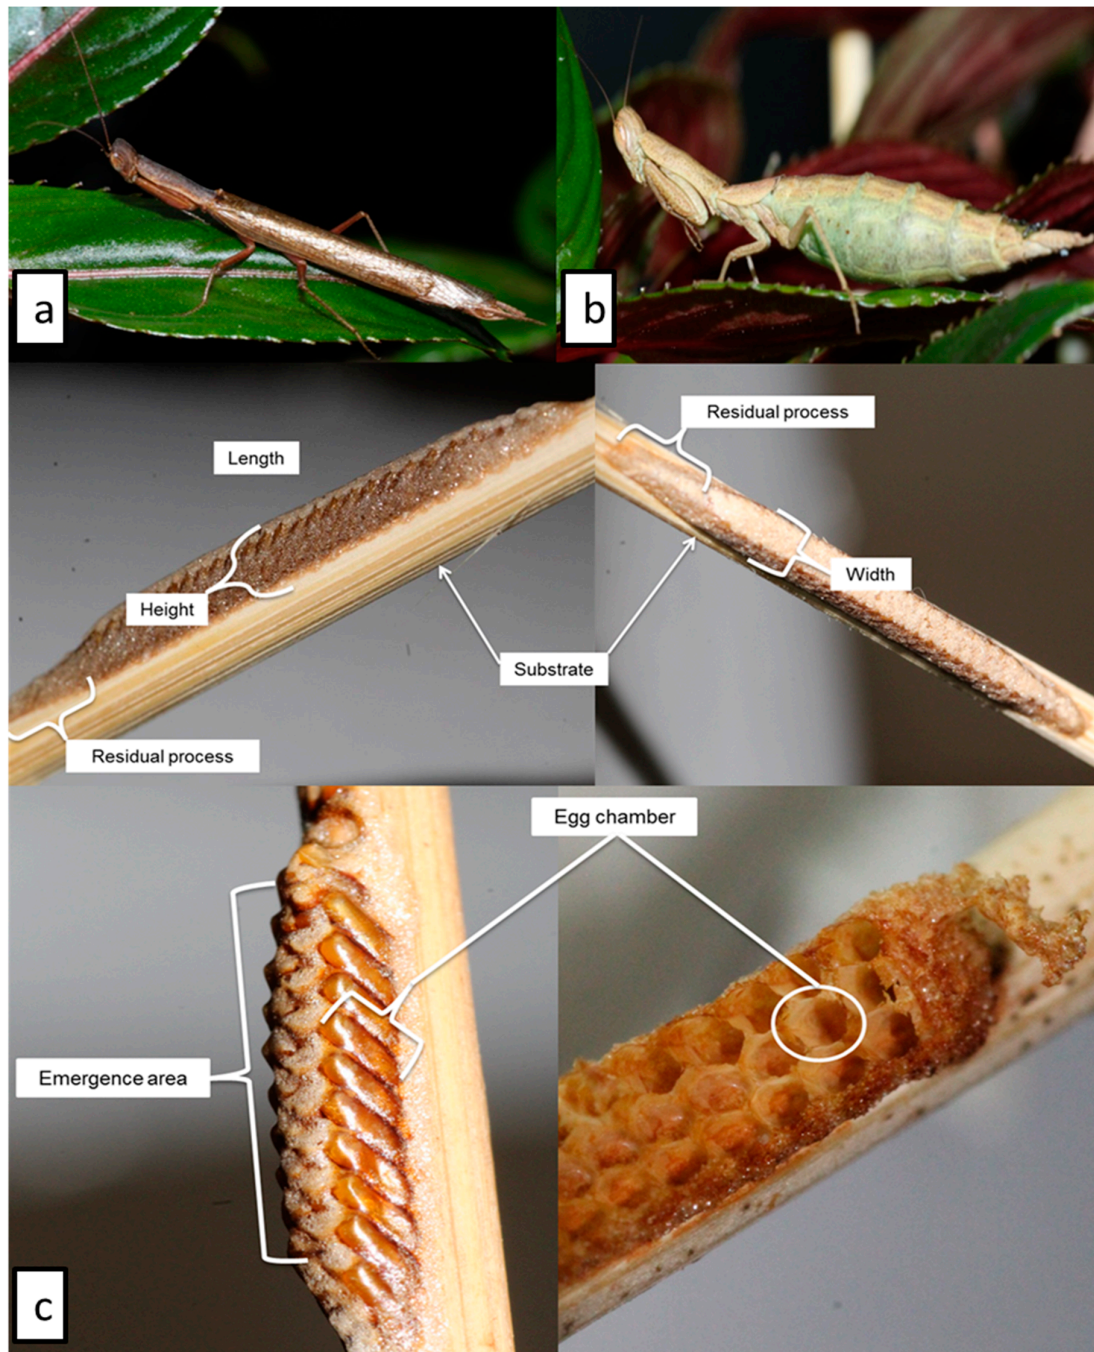 a
b
Residual process
Length
Height
Width
Substrate
Residual process
Egg chamber
Emergence area
c